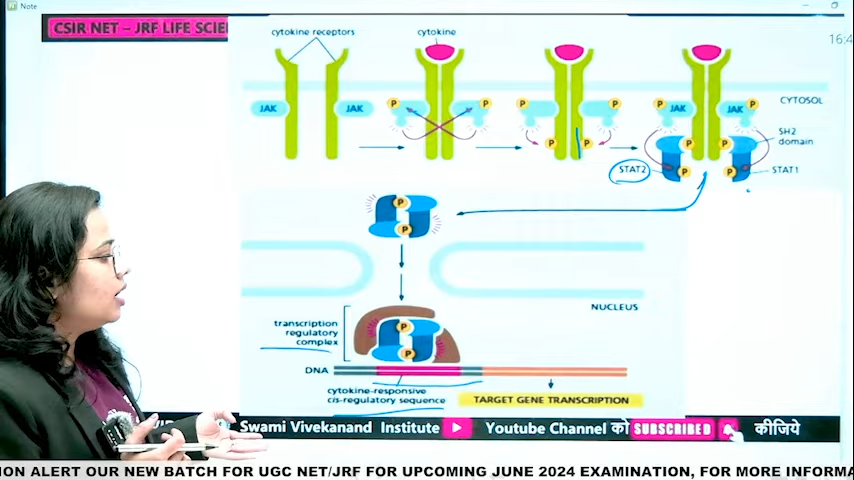 Note
CSIR NET – JRF LIFE SCIE
16:4
cytokine receptors
cytokine
JAK
JAK
P
P
P
P
P
P
P
JAK
JAK
P
CYTOSOL
SH2
domain
P
P
STAT2
P
P
STAT1
P
P
NUCLEUS
transcription
regulatory
complex
P
P
DNA
cytokine-responsive
cis-regulatory sequence
TARGET GENE TRANSCRIPTION
Swami Vivekanand Institute
Youtube Channel को SUBSCRIBED कीजिये
ION ALERT OUR NEW BATCH FOR UGC NET/JRF FOR UPCOMING JUNE 2024 EXAMINATION, FOR MORE INFORMA